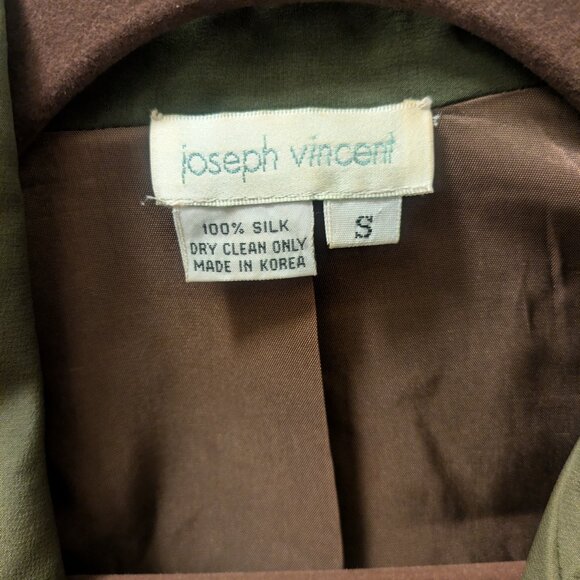 joseph vincent
100% SILK
DRY CLEAN ONLY
MADE IN KOREA
S